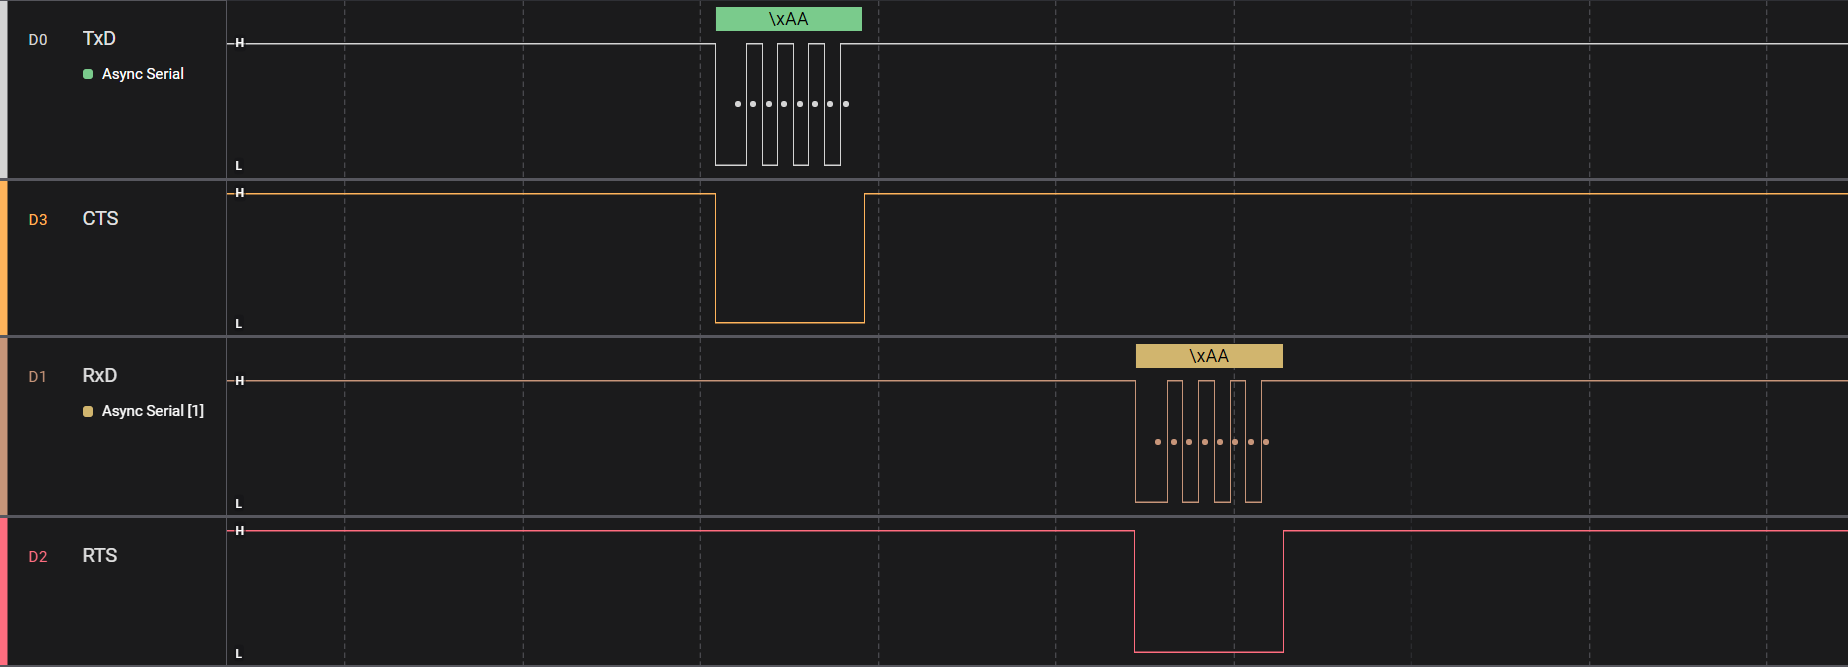 \xAA
D0 TxD
H
Async Serial
L
H
D3 CTS
L
\xAA
D1 RxD
H
Async Serial [1]
L
H
D2 RTS
L